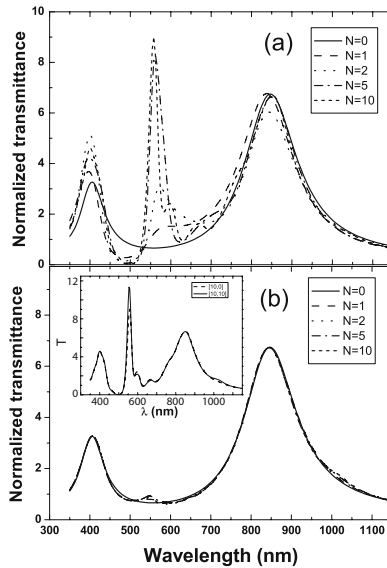 (a)
N=0
N=1
N=2
N=5
N=10
Normalized transmittance
10
8
6
4
2
0
(b)
N=0
N=1
N=2
N=5
N=10
[10,0]
[10,10]
T
12
8
4
0
400 600 800 1000
λ (nm)
Normalized transmittance
8
6
4
2
0
300 400 500 600 700 800 900 1000 1100
Wavelength (nm)